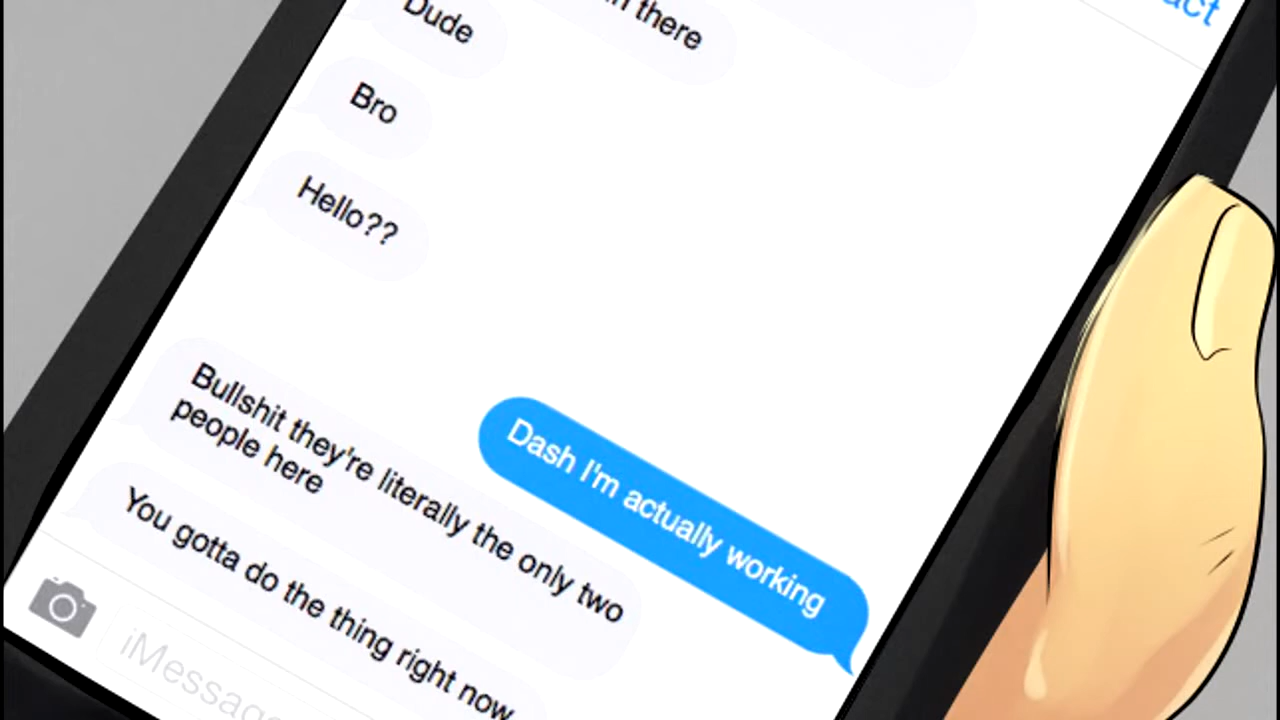 there
Dude
Bro
Hello??
Dash I'm actually working
Bullshit they're literally the only two
people here
You gotta do the thing right now
iMessage